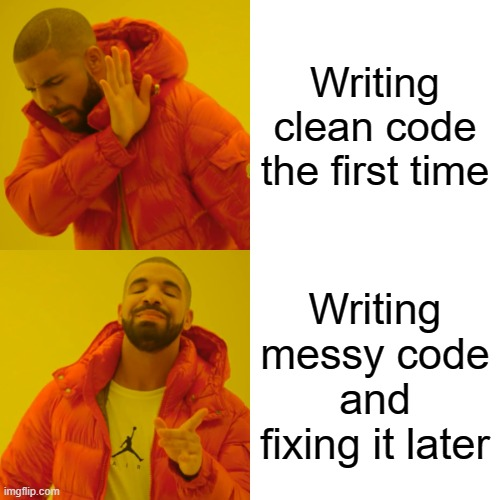 Writing
clean code
the first time
Writing
messy code
and
fixing it later
imgflip.com